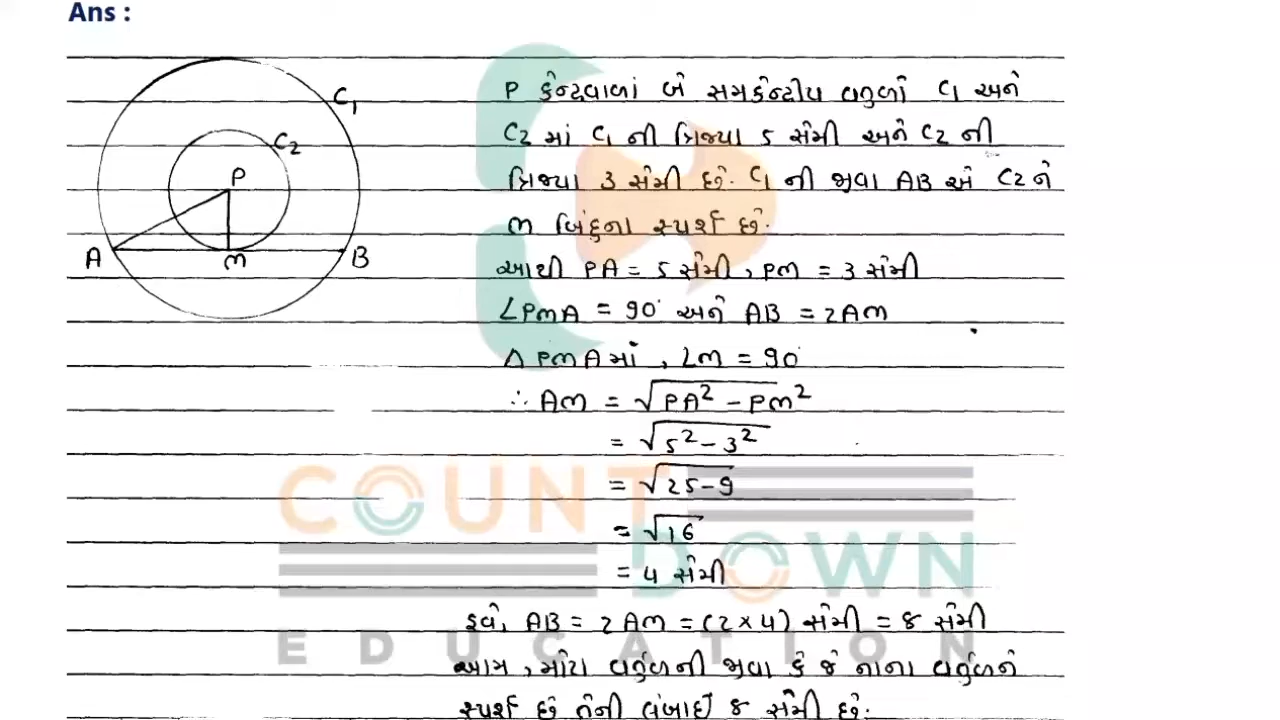 Ans :
P કેન્દ્રવાળાં બે સમકેન્દ્રીય વર્તુળો C₁ અને
C₂ માં C₁ ની ત્રિજ્યા 5 સેમી અને C₂ ની
ત્રિજ્યા 3 સેમી છે. C₁ ની જીવા AB એ C₂ ને
M બિંદુના સ્પર્શે છે.
C₁
C₂
P
A
M
B
આથી PA = 5 સેમી, PM = 3 સેમી
∠PMA = 90° અને AB = 2AM
△ PMA માં, ∠M = 90°
∴ AM = √PA² - PM²
= √5² - 3²
= √25-9
= √16
= 4 સેમી
હવે, AB = 2AM = (2×4) સેમી = 8 સેમી
આમ, મોટા વર્તુળની જીવા કે જે નાના વર્તુળને
સ્પર્શે છે તેની લંબાઈ 8 સેમી છે.
COUNT
DOWN
EDUCATION